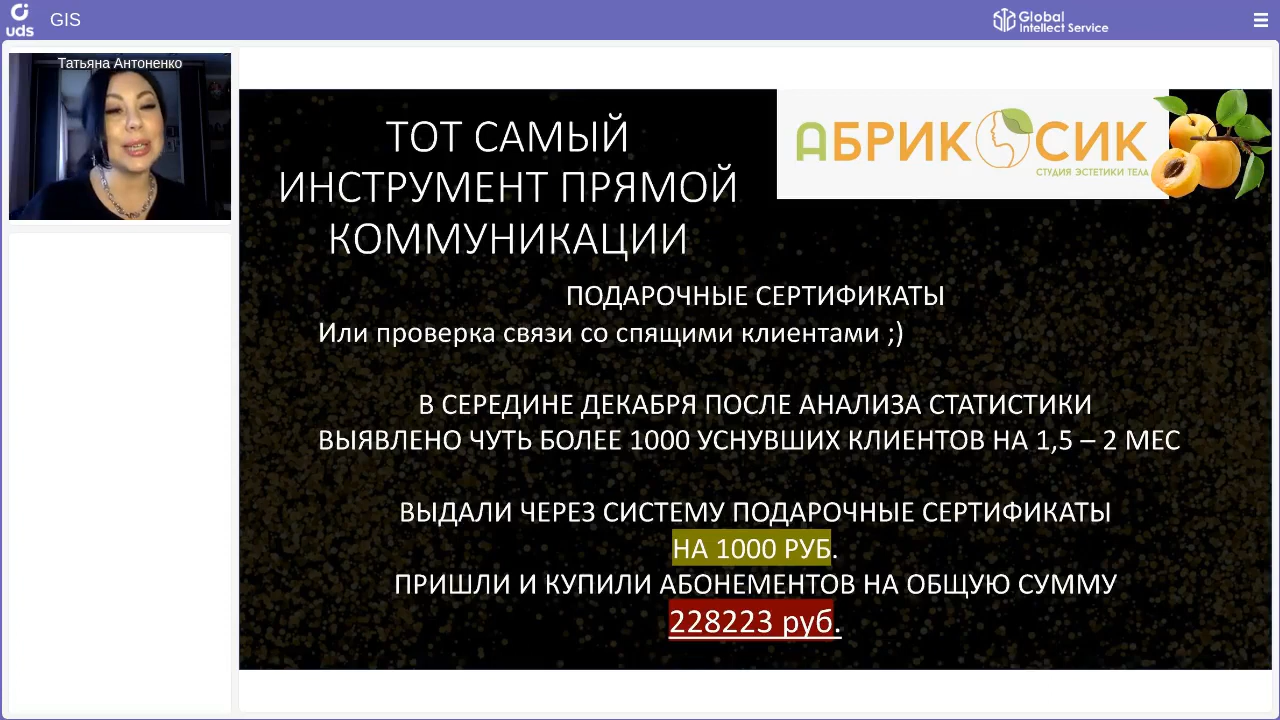 uds
GIS
Global
Intellect Service
Татьяна Антоненко
ТОТ САМЫЙ
ИНСТРУМЕНТ ПРЯМОЙ
КОММУНИКАЦИИ
АБРИКОСИК
СТУДИЯ ЭСТЕТИКИ ТЕЛА
ПОДАРОЧНЫЕ СЕРТИФИКАТЫ
Или проверка связи со спящими клиентами ;)
В СЕРЕДИНЕ ДЕКАБРЯ ПОСЛЕ АНАЛИЗА СТАТИСТИКИ
ВЫЯВЛЕНО ЧУТЬ БОЛЕЕ 1000 УСНУВШИХ КЛИЕНТОВ НА 1,5 – 2 МЕС
ВЫДАЛИ ЧЕРЕЗ СИСТЕМУ ПОДАРОЧНЫЕ СЕРТИФИКАТЫ
НА 1000 РУБ.
ПРИШЛИ И КУПИЛИ АБОНЕМЕНТОВ НА ОБЩУЮ СУММУ
228223 руб.